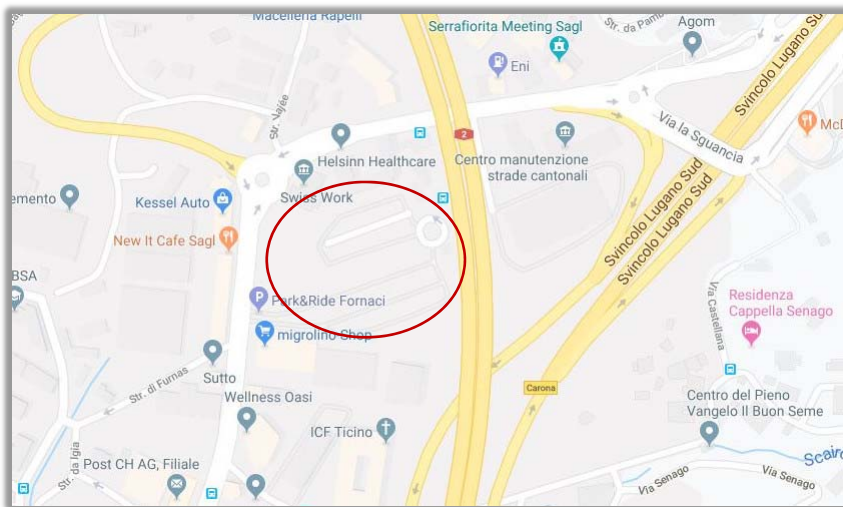 Macelleria Rapelli
Serrafiorita Meeting Sagl
Str. da Pamb
Agom
Eni
Svincolo Lugano Sud
Str. Vajée
2
Via la Sguancia
McD
Helsinn Healthcare
Centro manutenzione
strade cantonali
emento
Kessel Auto
Swiss Work
New It Cafe Sagl
Svincolo Lugano Sud
Svincolo Lugano Sud
BSA
P
Park&Ride Fornaci
migrolino Shop
Via Castellana
Residenza
Cappella Senago
Sutto
Str. di Furnas
Carona
Wellness Oasi
Centro del Pieno
Vangelo Il Buon Seme
ICF Ticino
Str. da Igia
Post CH AG, Filiale
Scair
Via Senago
Via Senago